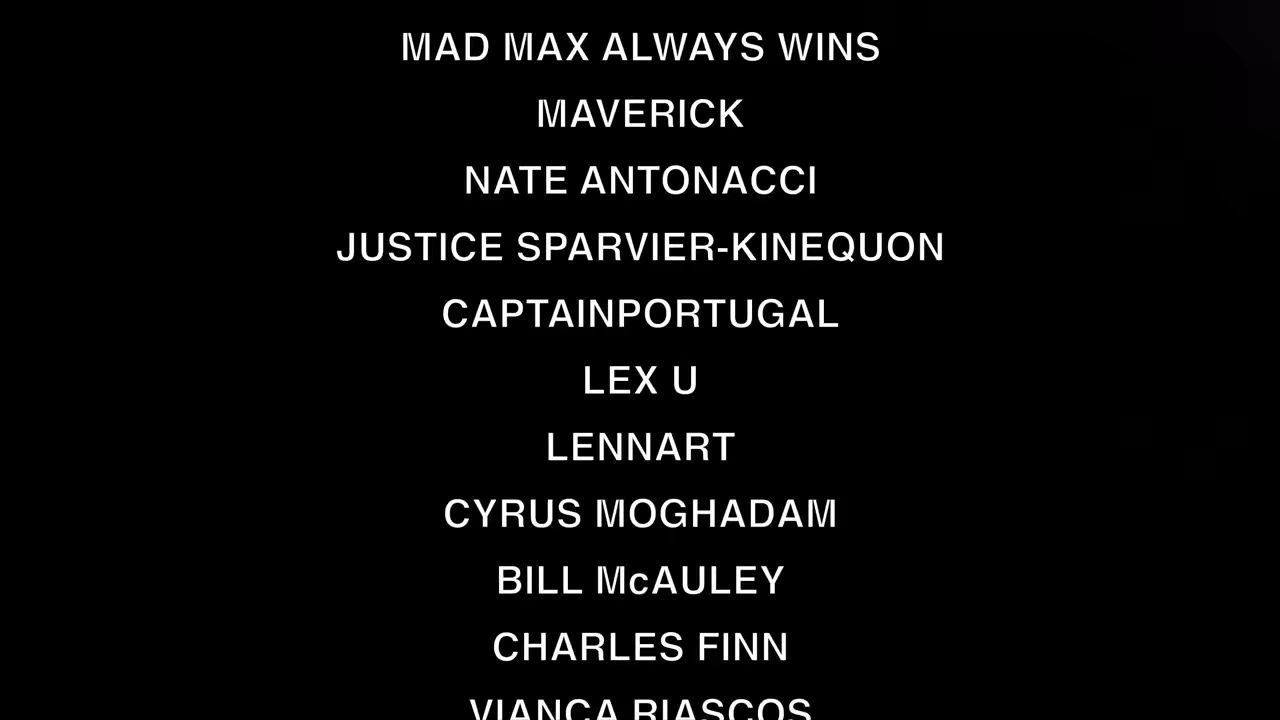 MAD MAX ALWAYS WINS
MAVERICK
NATE ANTONACCI
JUSTICE SPARVIER-KINEQUON
CAPTAINPORTUGAL
LEX U
LENNART
CYRUS MOGHADAM
BILL McAULEY
CHARLES FINN
VIANCA RIASCOS